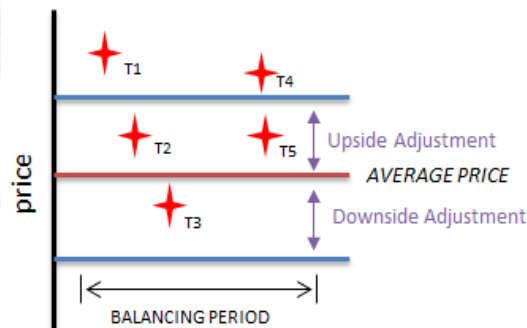 T1
T4
T2
T5
Upside Adjustment
price
AVERAGE PRICE
T3
Downside Adjustment
BALANCING PERIOD